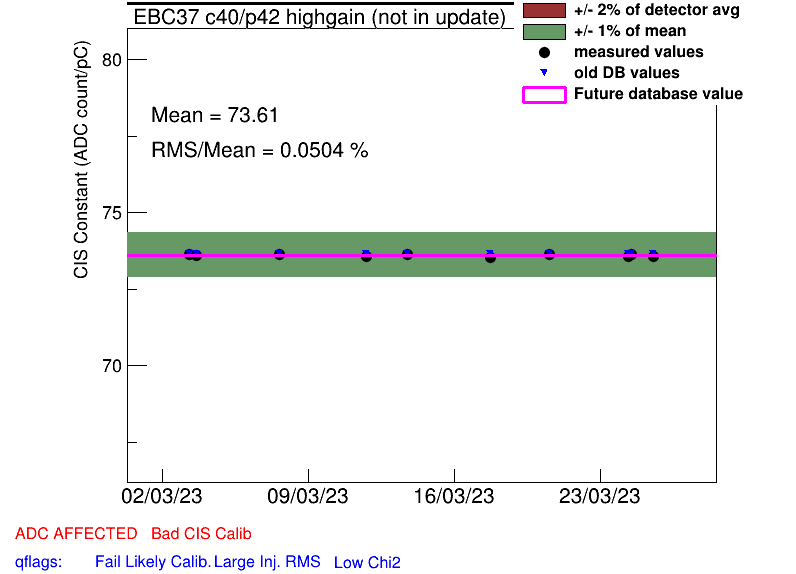 EBC37 c40/p42 highgain (not in update)
+/- 2% of detector avg
+/- 1% of mean
measured values
old DB values
Future database value
CIS Constant (ADC count/pC)
80
75
70
Mean = 73.61
RMS/Mean = 0.0504 %
02/03/23 09/03/23 16/03/23 23/03/23
ADC AFFECTED Bad CIS Calib
qflags: Fail Likely Calib. Large Inj. RMS Low Chi2